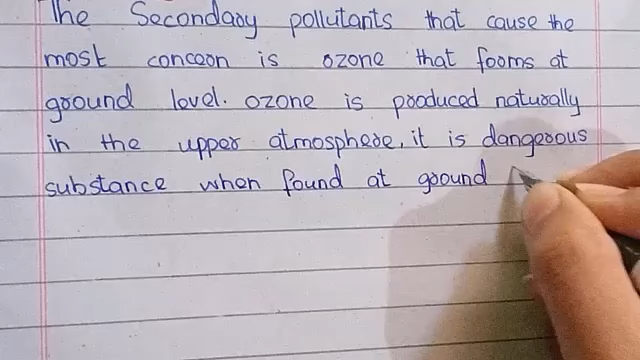 The Secondary pollutants that cause the
most concern is ozone that forms at
ground level. Ozone is produced naturally
in the upper atmosphere, it is dangerous
substance when found at ground